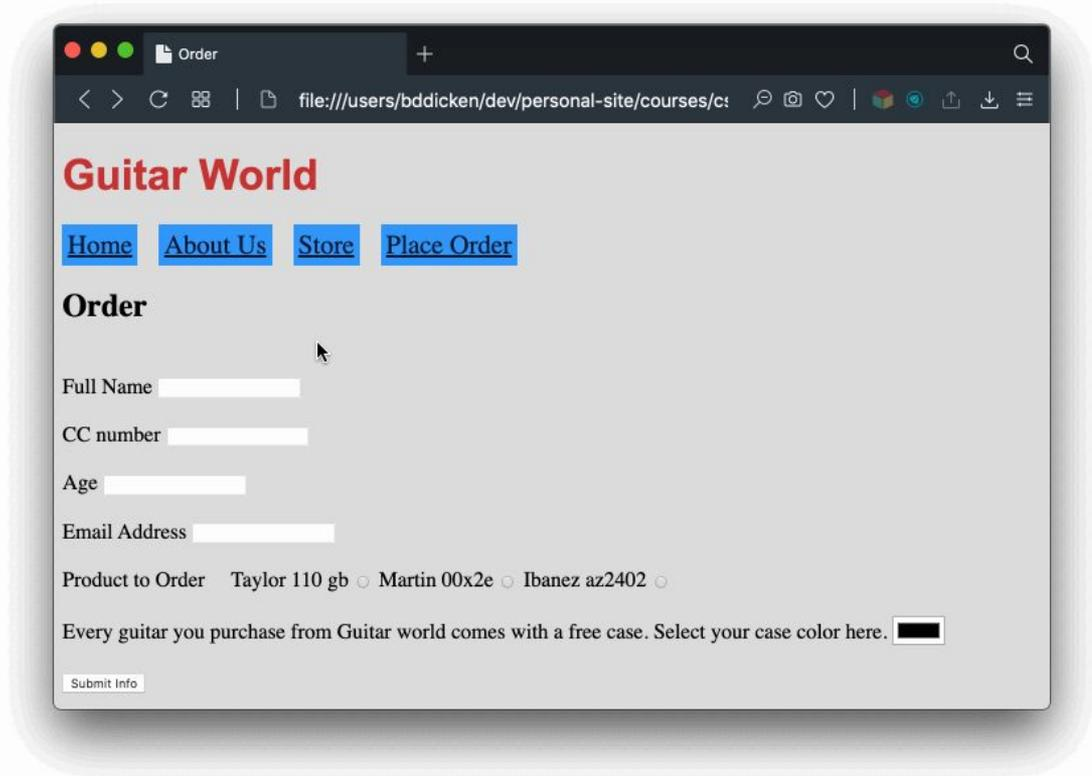 Order
file:///users/bddicken/dev/personal-site/courses/cs
Guitar World
Home About Us Store Place Order
Order
Full Name
CC number
Age
Email Address
Product to Order Taylor 110 gb Martin 00x2e Ibanez az2402
Every guitar you purchase from Guitar world comes with a free case. Select your case color here.
Submit Info